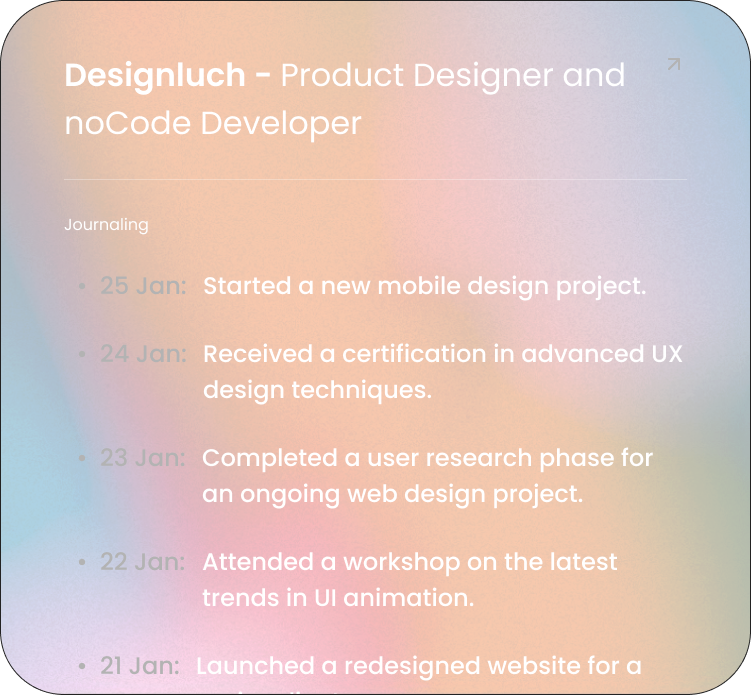 Designluch - Product Designer and
noCode Developer
Journaling
• 25 Jan: Started a new mobile design project.
• 24 Jan: Received a certification in advanced UX
design techniques.
• 23 Jan: Completed a user research phase for
an ongoing web design project.
• 22 Jan: Attended a workshop on the latest
trends in UI animation.
• 21 Jan: Launched a redesigned website for a